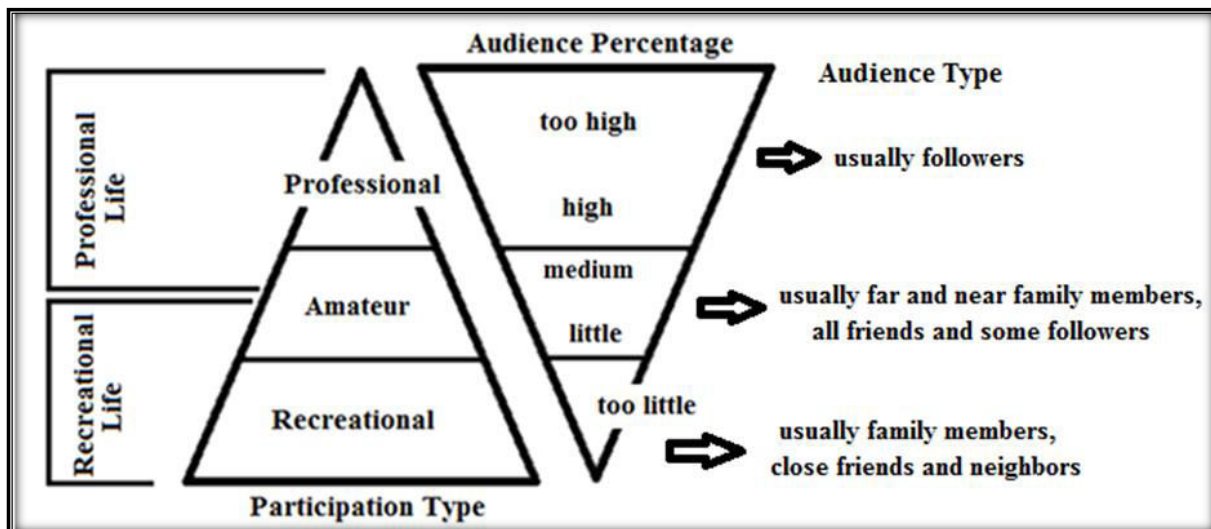 Audience Percentage
Audience Type
Professional
Life
Recreational
Life
Professional
Amateur
Recreational
Participation Type
too high
high
medium
little
too little
usually followers
usually far and near family members,
all friends and some followers
usually family members,
close friends and neighbors